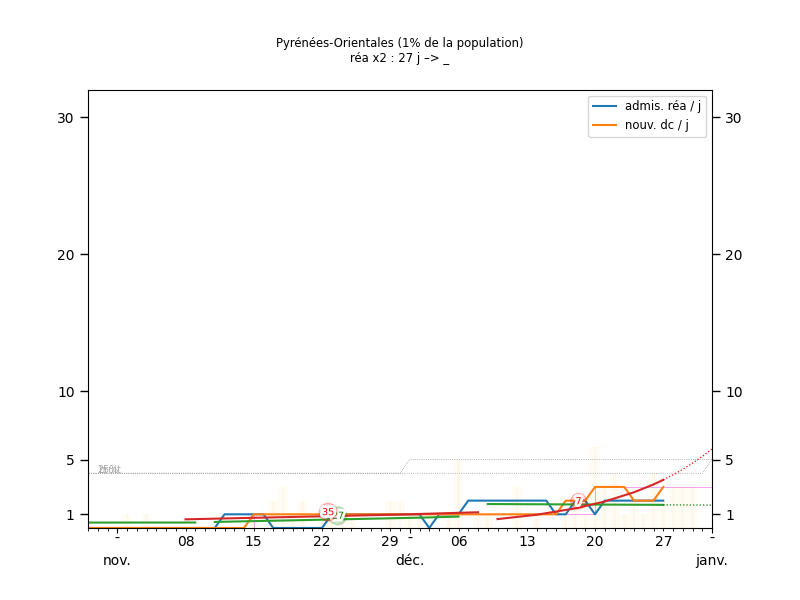 Pyrénées-Orientales (1% de la population)
réa x2 : 27 j –> _
admis. réa / j
nouv. dc / j
30 30
20 20
10 10
5 5
1 1
35
7
- 08 15 22 29 - 06 13 20 27 -
nov. déc. janv.